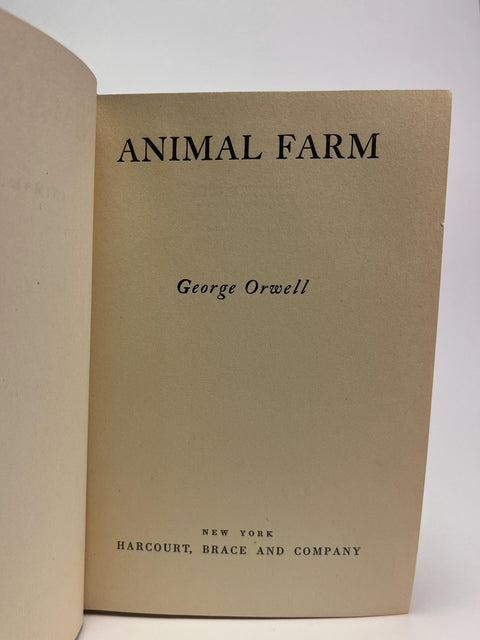 ANIMAL FARM
George Orwell
NEW YORK
HARCOURT, BRACE AND COMPANY